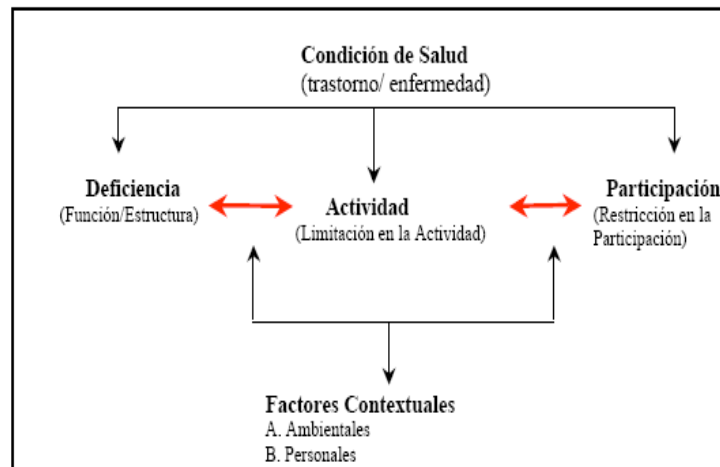 Condición de Salud
(trastorno/ enfermedad)
Deficiencia
(Función/Estructura)
Actividad
(Limitación en la Actividad)
Participación
(Restricción en la
Participación)
Factores Contextuales
A. Ambientales
B. Personales